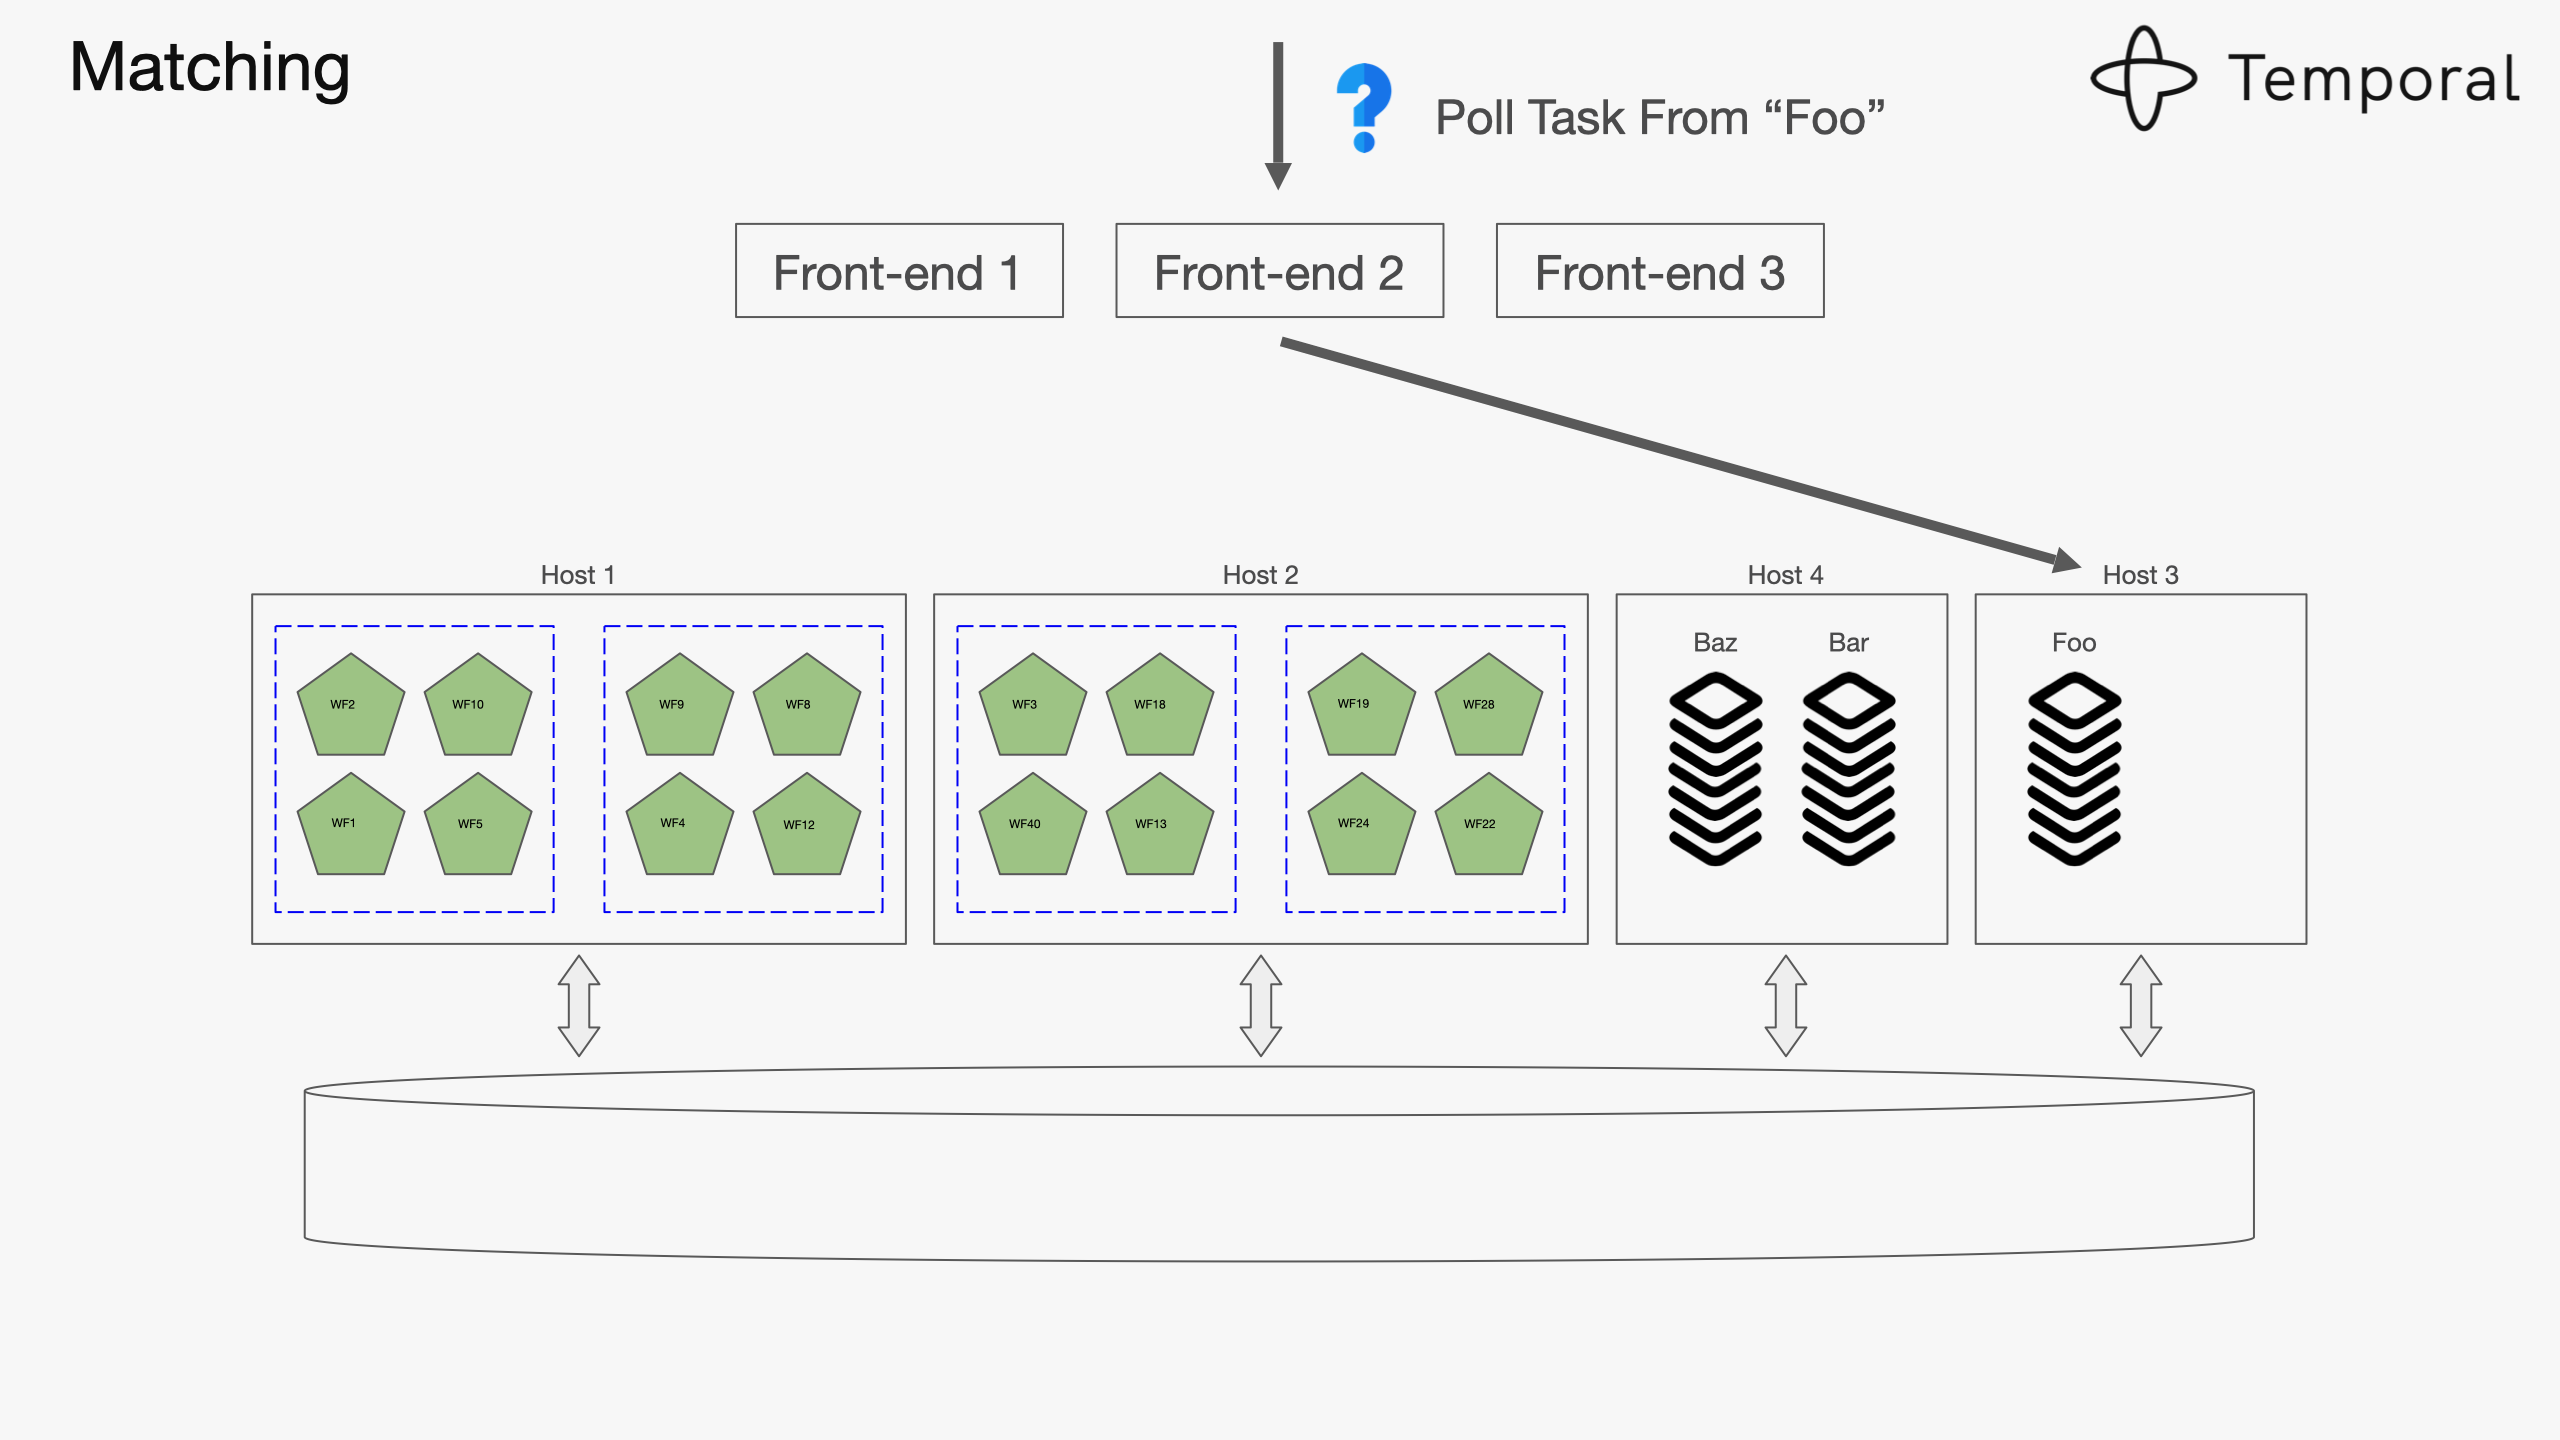 Matching
Poll Task From “Foo”
Temporal
Front-end 1
Front-end 2
Front-end 3
Host 1
Host 2
Host 4
Host 3
WF2
WF10
WF1
WF5
WF9
WF8
WF4
WF12
WF3
WF18
WF40
WF13
WF19
WF28
WF24
WF22
Baz
Bar
Foo